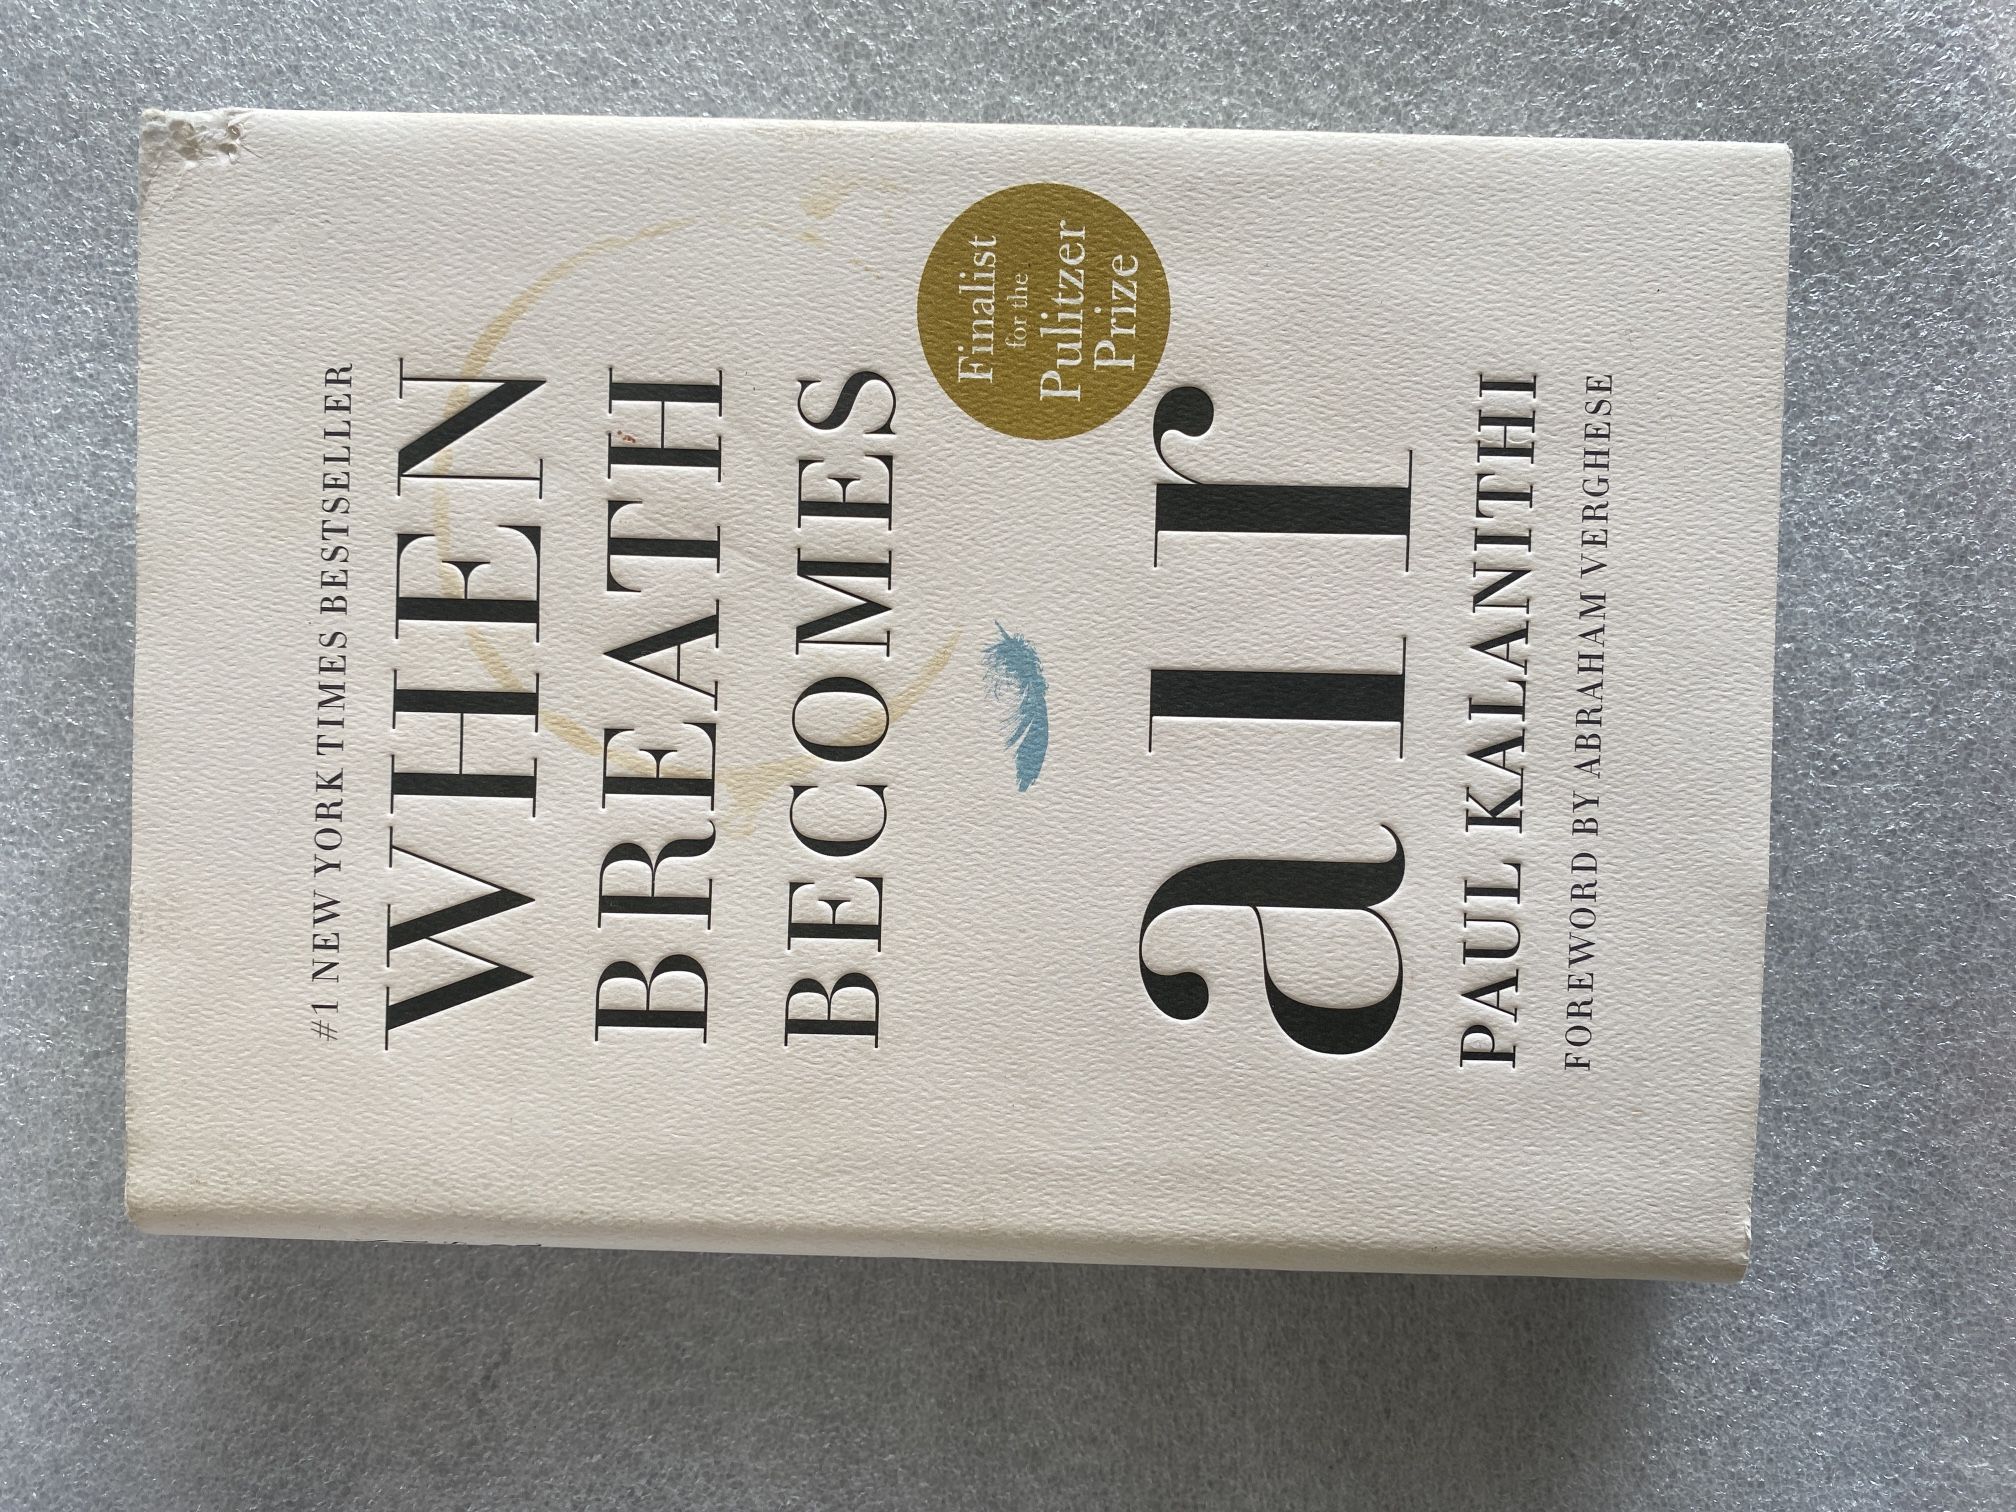 #1 NEW YORK TIMES BESTSELLER
WHEN
BREATH
BECOMES
Finalist
for the
Pulitzer
Prize
air
PAUL KALANITHI
FOREWORD BY ABRAHAM VERGHESE